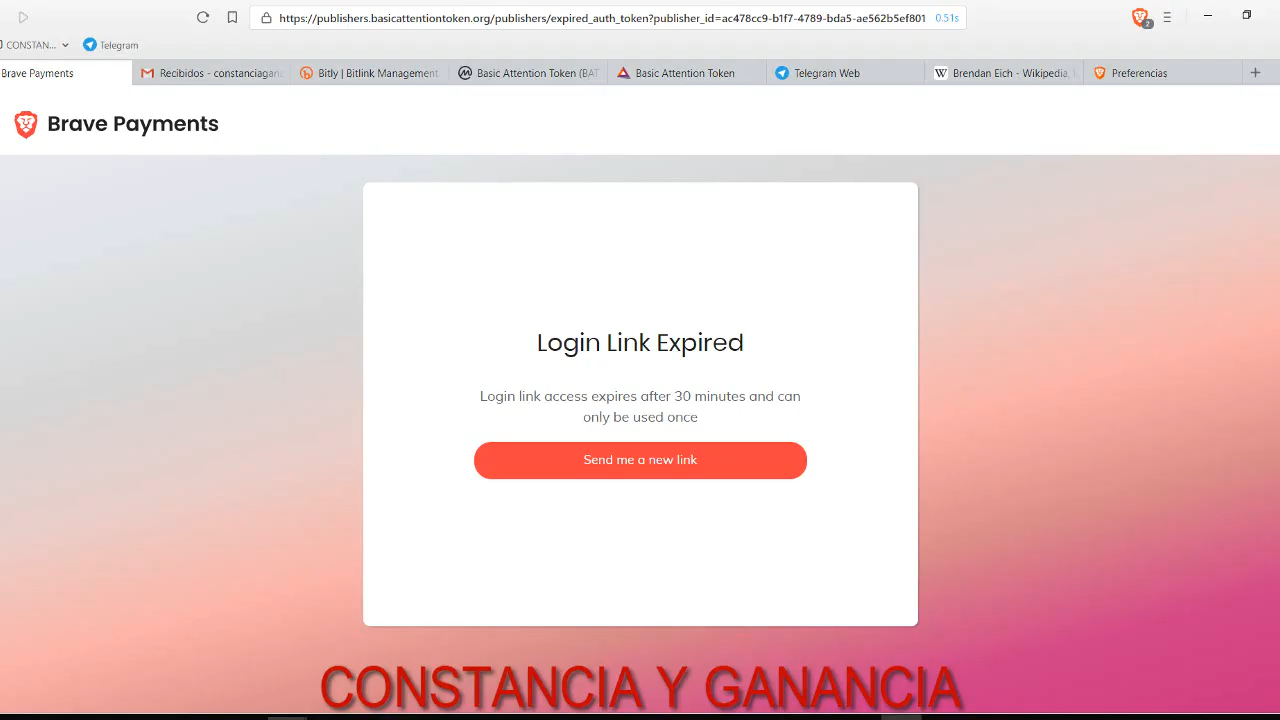 https://publishers.basicattentiontoken.org/publishers/expired_auth_token?publisher_id=ac478cc9-b1f7-4789-bda5-ae562b5ef801 0.51s
2
CONSTAN... Telegram
Brave Payments
Recibidos - constanciagan
Bitly | Bitlink Management
Basic Attention Token (BAT
Basic Attention Token
Telegram Web
Brendan Eich - Wikipedia, l
Preferencias
Brave Payments
Login Link Expired
Login link access expires after 30 minutes and can
only be used once
Send me a new link
CONSTANCIA Y GANANCIA